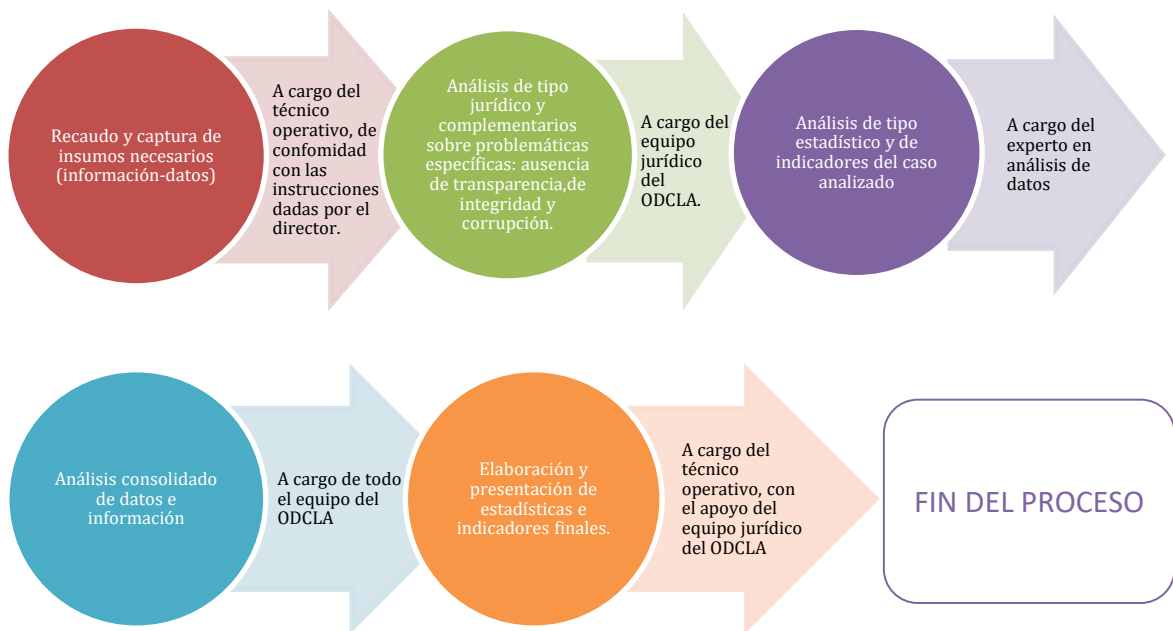 Recaudo y captura de
insumos necesarios
(información-datos)
A cargo del
técnico
operativo, de
confomidad
con las
instrucciones
dadas por el
director.
Análisis de tipo
jurídico y
complementarios
sobre problemáticas
específicas: ausencia
de transparencia,de
integridad y
corrupción.
A cargo del
equipo
jurídico
del
ODCLA.
Análisis de tipo
estadístico y de
indicadores del caso
analizado
A cargo del
experto en
análisis de
datos
Análisis consolidado
de datos e
información
A cargo de todo
el equipo del
ODCLA
Elaboración y
presentación de
estadísticas e
indicadores finales.
A cargo del
técnico
operativo, con
el apoyo del
equipo jurídico
del ODCLA
FIN DEL PROCESO